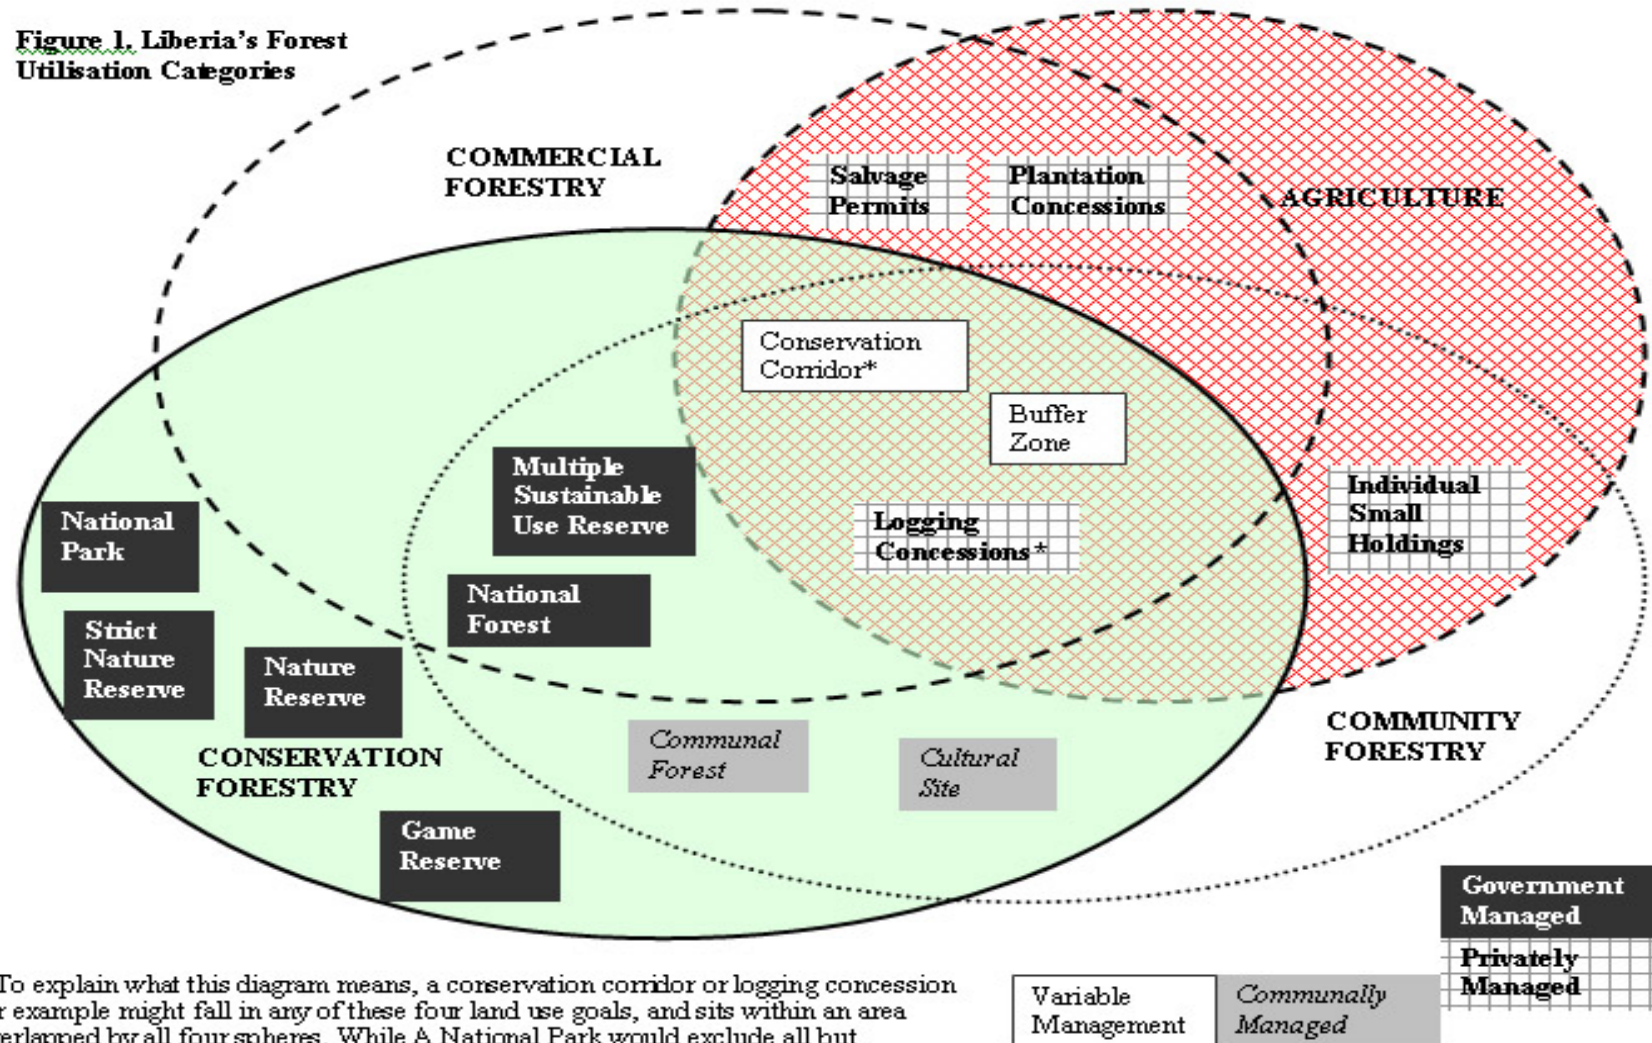 Figure 1. Liberia's Forest
Utilisation Categories
COMMERCIAL
FORESTRY
Salvage
Permits
Plantation
Concessions
AGRICULTURE
Conservation
Corridor*
Buffer
Zone
Multiple
Sustainable
Use Reserve
Logging
Concessions*
Individual
Small
Holdings
National
Park
National
Forest
Strict
Nature
Reserve
Nature
Reserve
CONSERVATION
FORESTRY
Communal
Forest
Cultural
Site
COMMUNITY
FORESTRY
Game
Reserve
Government
Managed
Privately
Managed
Variable
Management
Communally
Managed
To explain what this diagram means, a conservation corridor or logging concession
r example might fall in any of these four land use goals, and sits within an area
erlapped by all four spheres. While A National Park would exclude all but